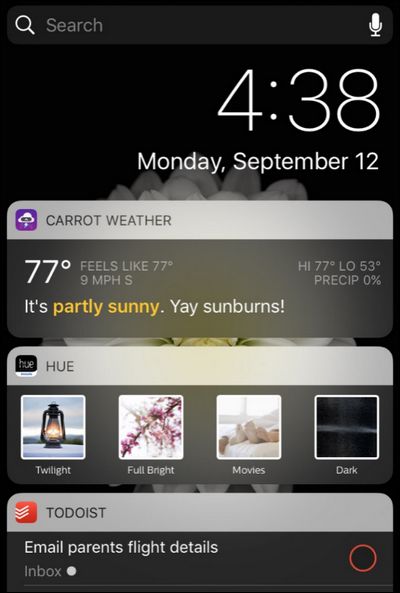 Search
4:38
Monday, September 12
CARROT WEATHER
77° FEELS LIKE 77° HI 77° LO 53°
9 MPH S PRECIP 0%
It's partly sunny. Yay sunburns!
hue
HUE
Twilight Full Bright Movies Dark
TODOIST
Email parents flight details
Inbox